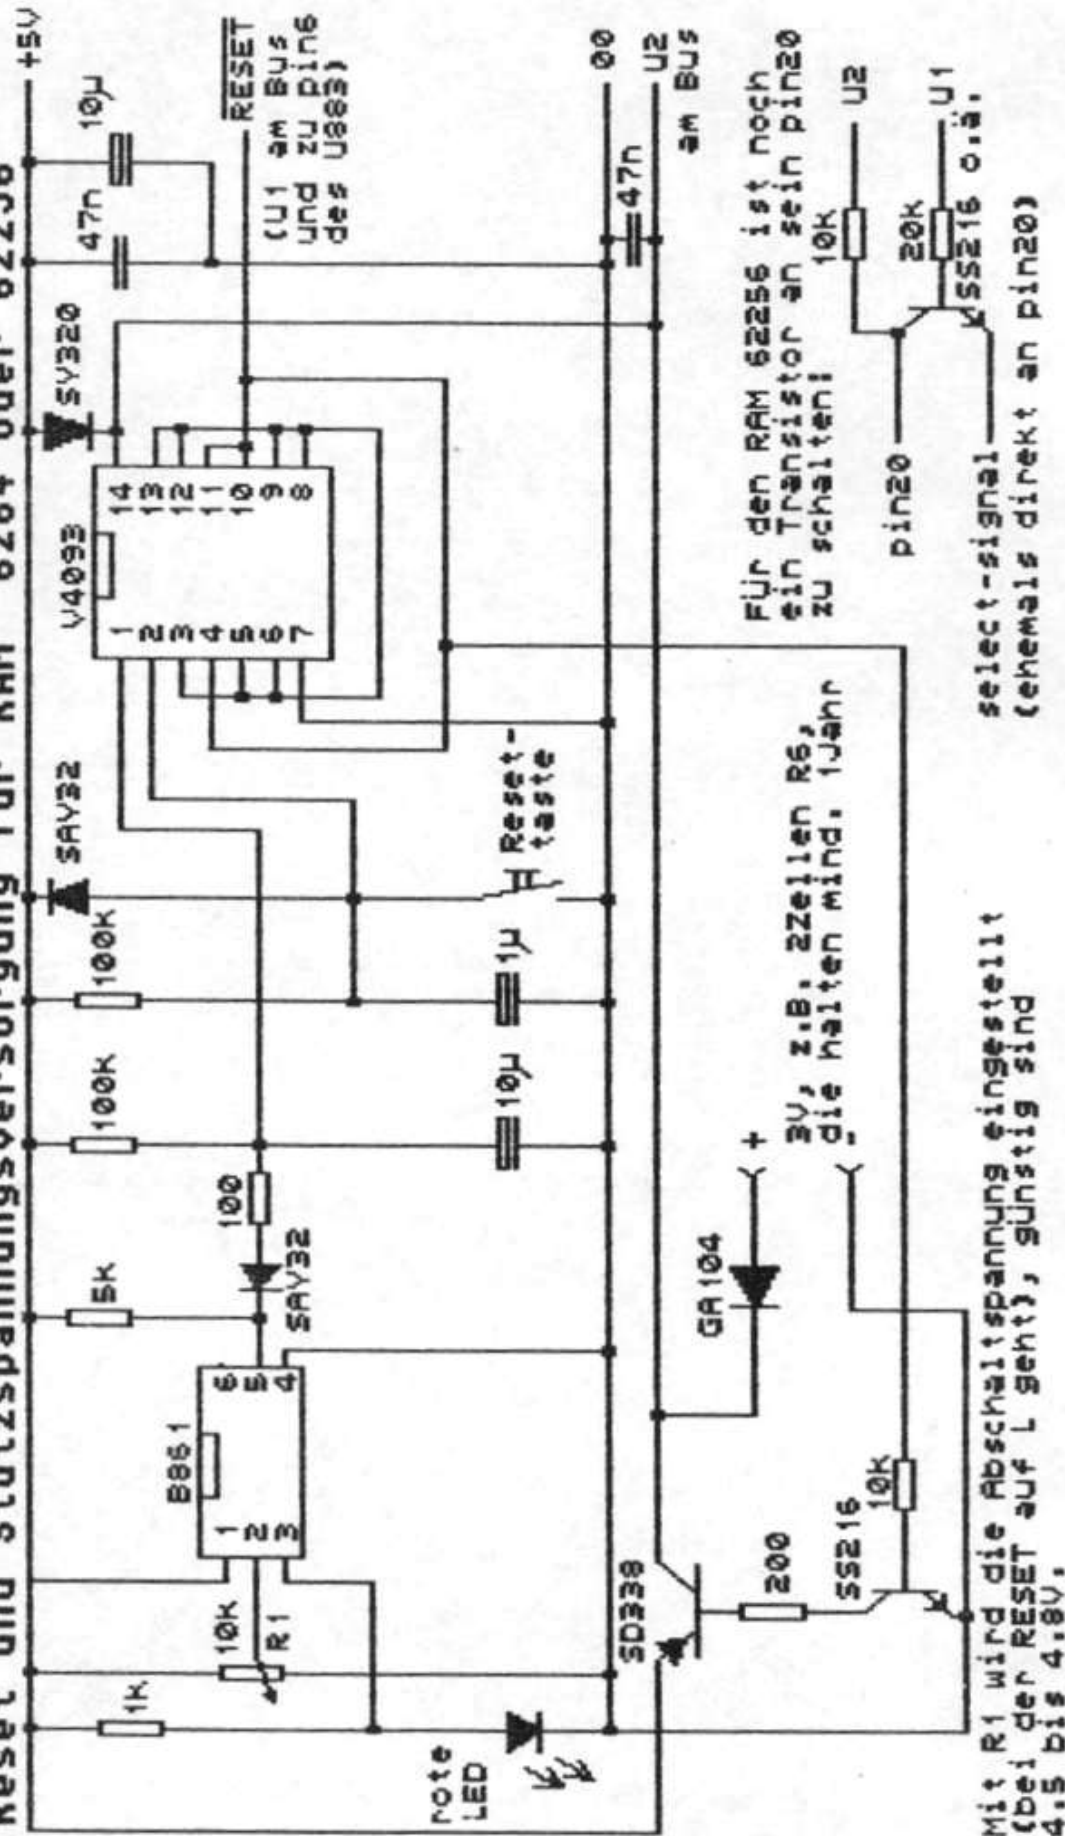 Reset und Stützspannungsversorgung für RAM 6264 oder 62256
+5V
10µ
47n
SY320
RESET
(U1 am Bus
und zu pin6
des U883)
V4093
1
2
3
4
5
6
7
14
13
12
11
10
9
8
SAY32
100K
100K
5K
100
SAY32
B861
1
2
3
6
5
4
10K
R1
1K
rote
LED
10µ
1µ
Reset-
taste
00
U2
am Bus
47n
SD338
200
SS216
10K
GA104
+
3V, z.B. 2Zellen R6,
die halten mind. 1Jahr
-
Für den RAM 62256 ist noch
ein Transistor an sein pin20
zu schalten:
10K
U2
20K
U1
SS216 o.ä.
pin20
select-signal
(ehemals direkt an pin20)
Mit R1 wird die Abschaltspannung eingestellt
(bei der RESET auf L geht), günstig sind
4.5 bis 4.8V.